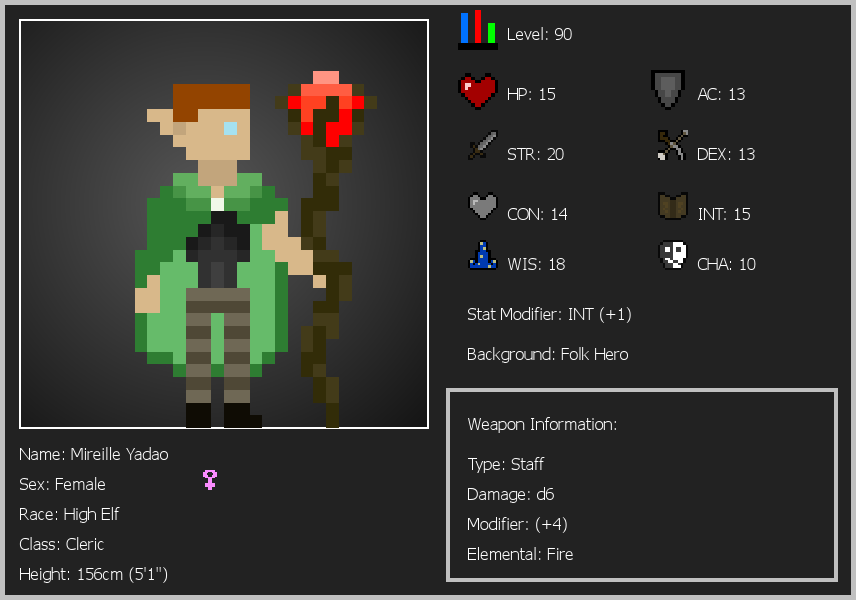 Level: 90
HP: 15
AC: 13
STR: 20
DEX: 13
CON: 14
INT: 15
WIS: 18
CHA: 10
Stat Modifier: INT (+1)
Background: Folk Hero
Weapon Information:
Type: Staff
Damage: d6
Modifier: (+4)
Elemental: Fire
Name: Mireille Yadao
Sex: Female
Race: High Elf
Class: Cleric
Height: 156cm (5'1")